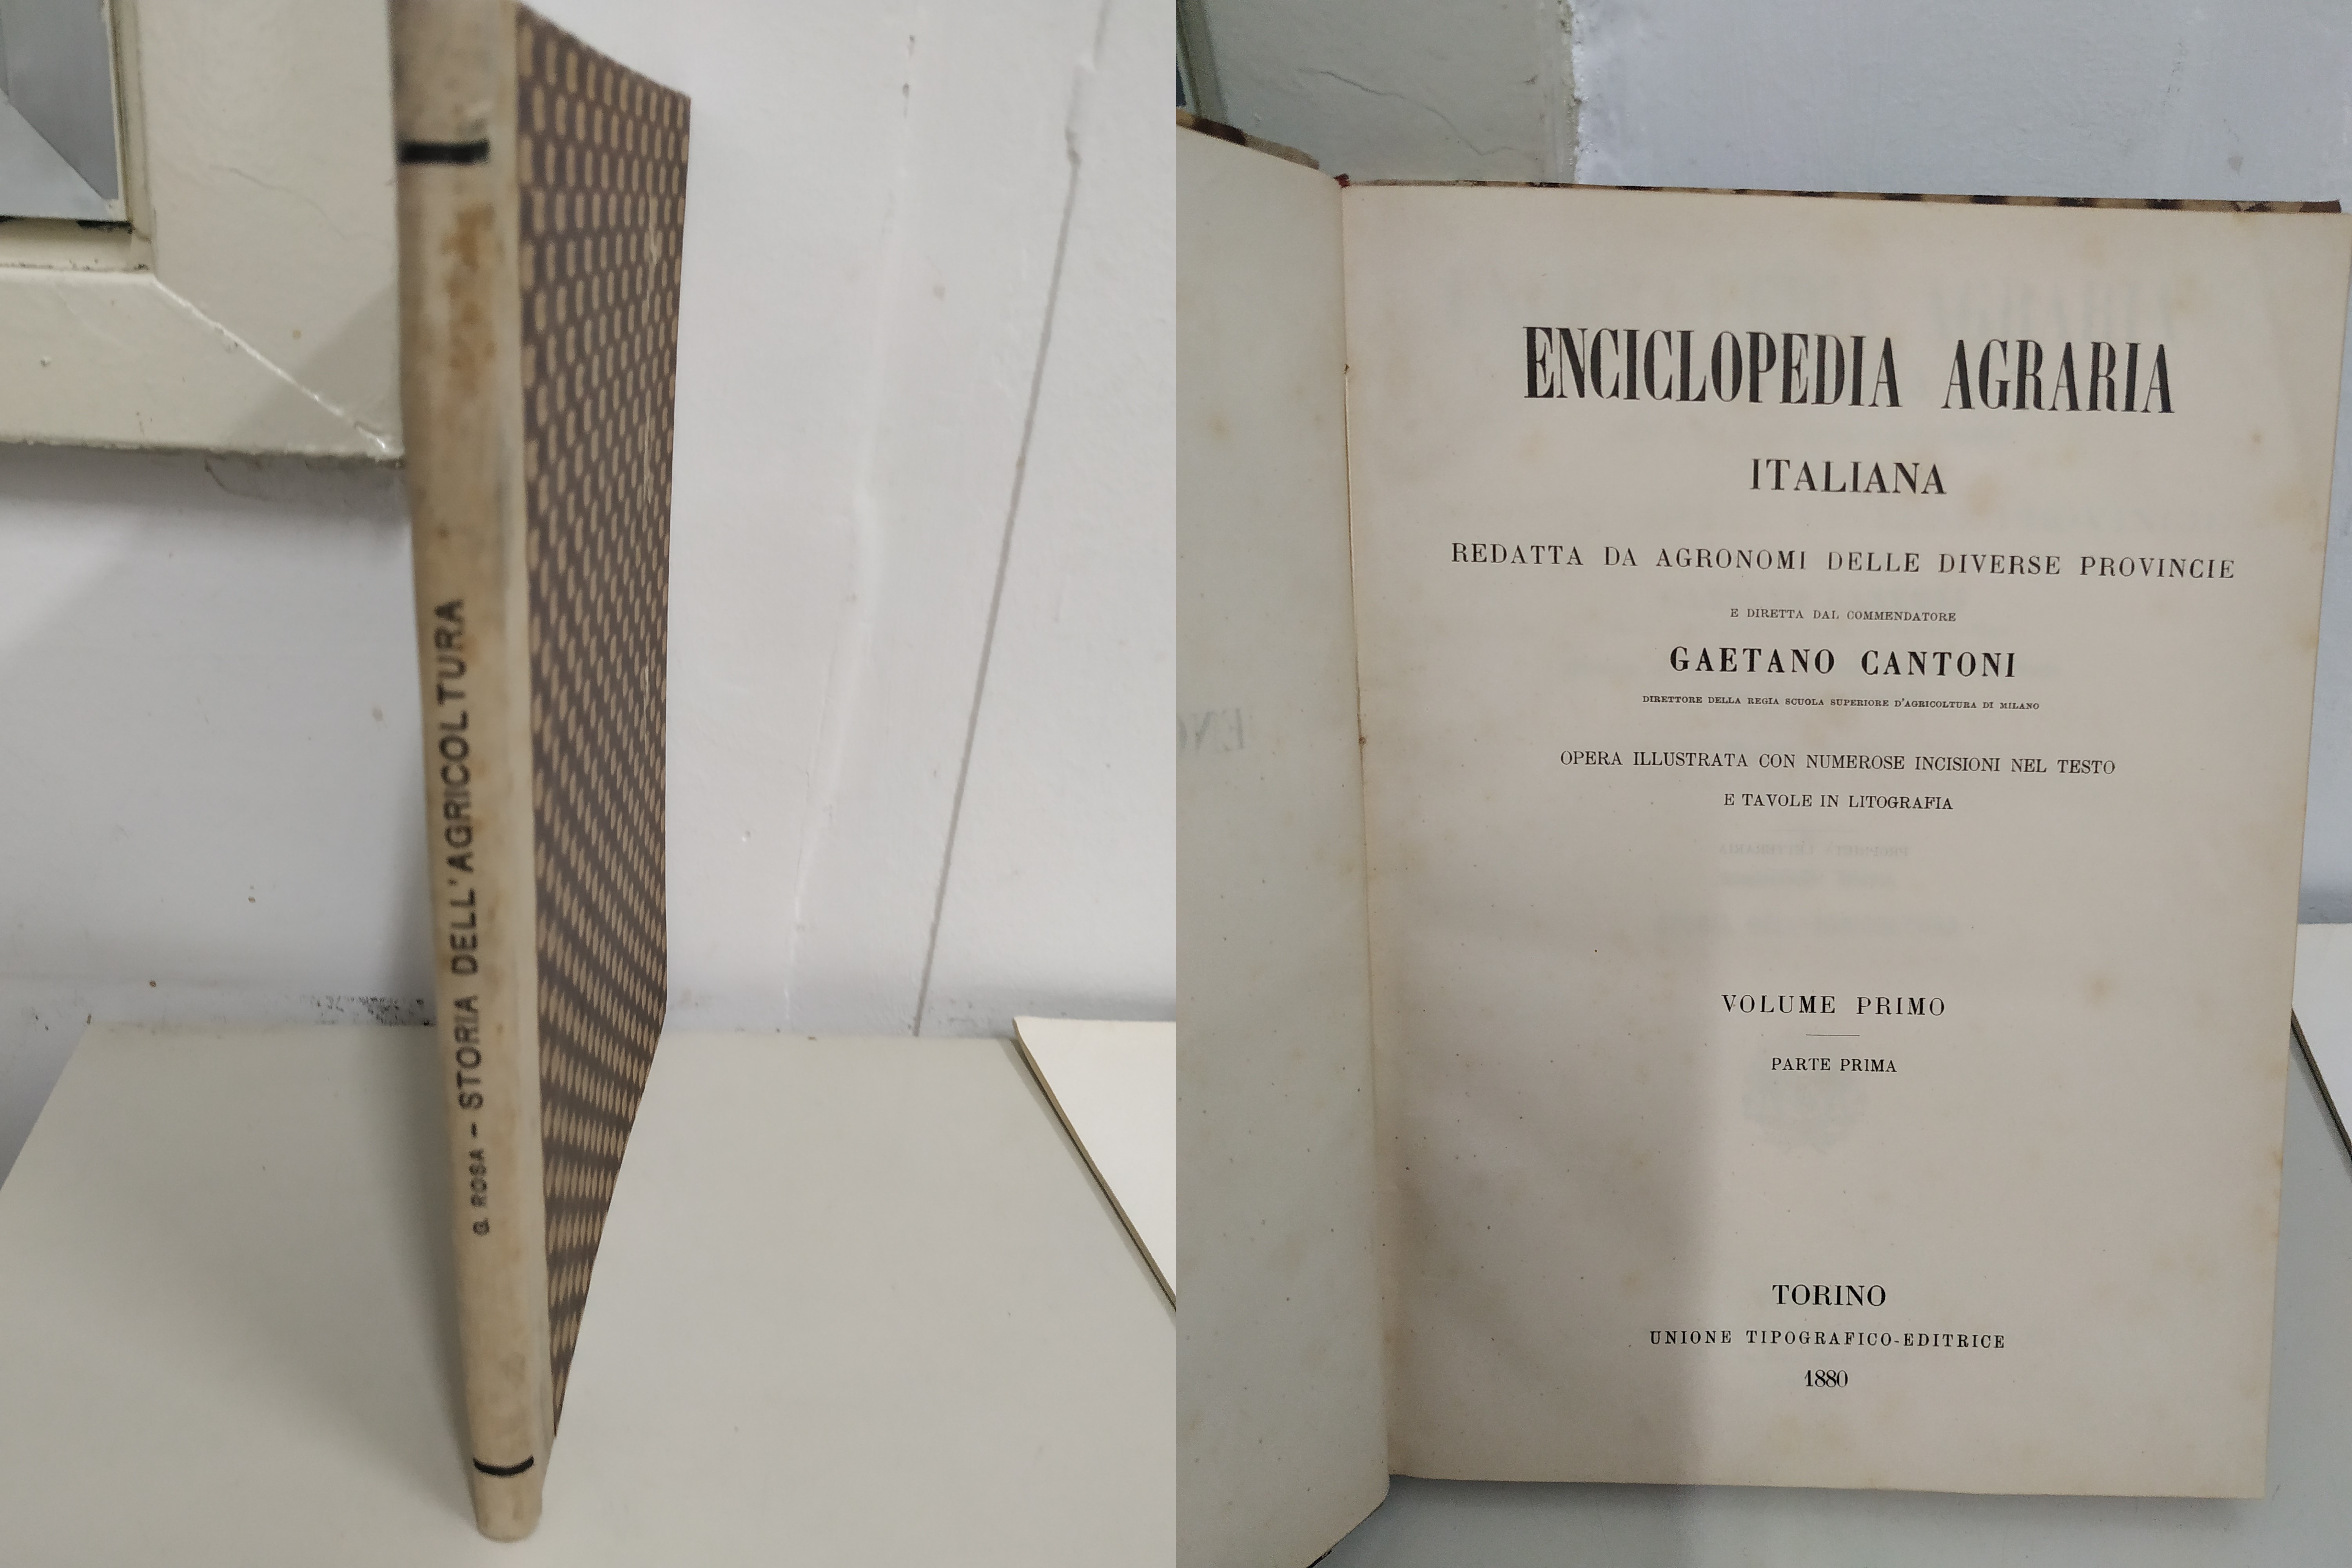 G. ROSA - STORIA DELL'AGRICOLTURA
ENCICLOPEDIA AGRARIA
ITALIANA
REDATTA DA AGRONOMI DELLE DIVERSE PROVINCIE
E DIRETTA DAL COMMENDATORE
GAETANO CANTONI
DIRETTORE DELLA REGIA SCUOLA SUPERIORE D'AGRICOLTURA DI MILANO
OPERA ILLUSTRATA CON NUMEROSE INCISIONI NEL TESTO
E TAVOLE IN LITOGRAFIA
VOLUME PRIMO
PARTE PRIMA
TORINO
UNIONE TIPOGRAFICO-EDITRICE
1880